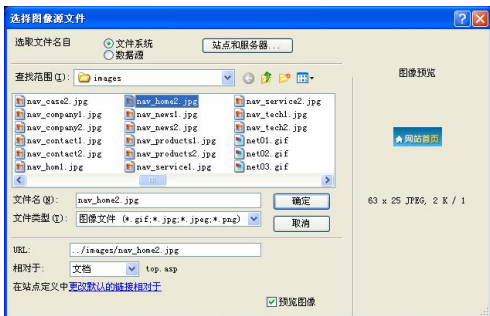 选择图像源文件
选取文件名自 文件系统 站点和服务器...
数据源
查找范围(I): images 图像预览
nav_case2.jpg nav_home2.jpg nav_service2.jpg
nav_company1.jpg nav_news1.jpg nav_tech1.jpg
nav_company2.jpg nav_news2.jpg nav_tech2.jpg
nav_contact1.jpg nav_products1.jpg net01.gif
nav_contact2.jpg nav_products2.jpg net02.gif
nav_hom1.jpg nav_service1.jpg net03.gif
网站首页
文件名(N): nav_home2.jpg 确定 63 x 25 JPEG, 2 K / 1
文件类型(T): 图像文件 (*.gif;*.jpg;*.jpeg;*.png) 取消
URL: ../images/nav_home2.jpg
相对于: 文档 top.asp
在站点定义中更改默认的链接相对于
预览图像